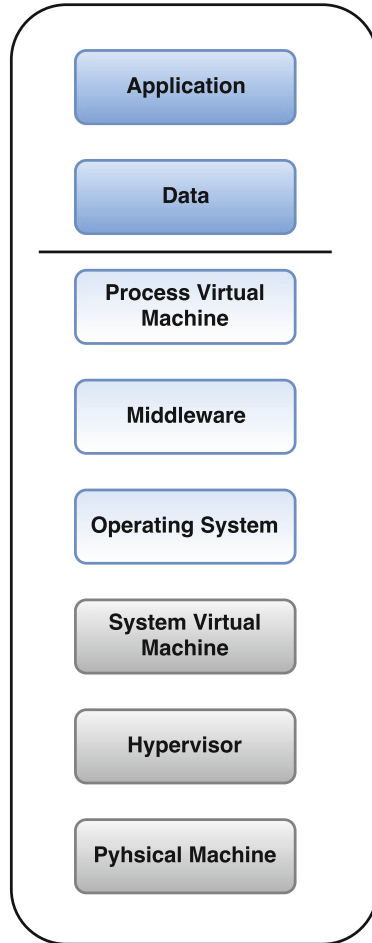 Application
Data
Process Virtual
Machine
Middleware
Operating System
System Virtual
Machine
Hypervisor
Pyhsical Machine